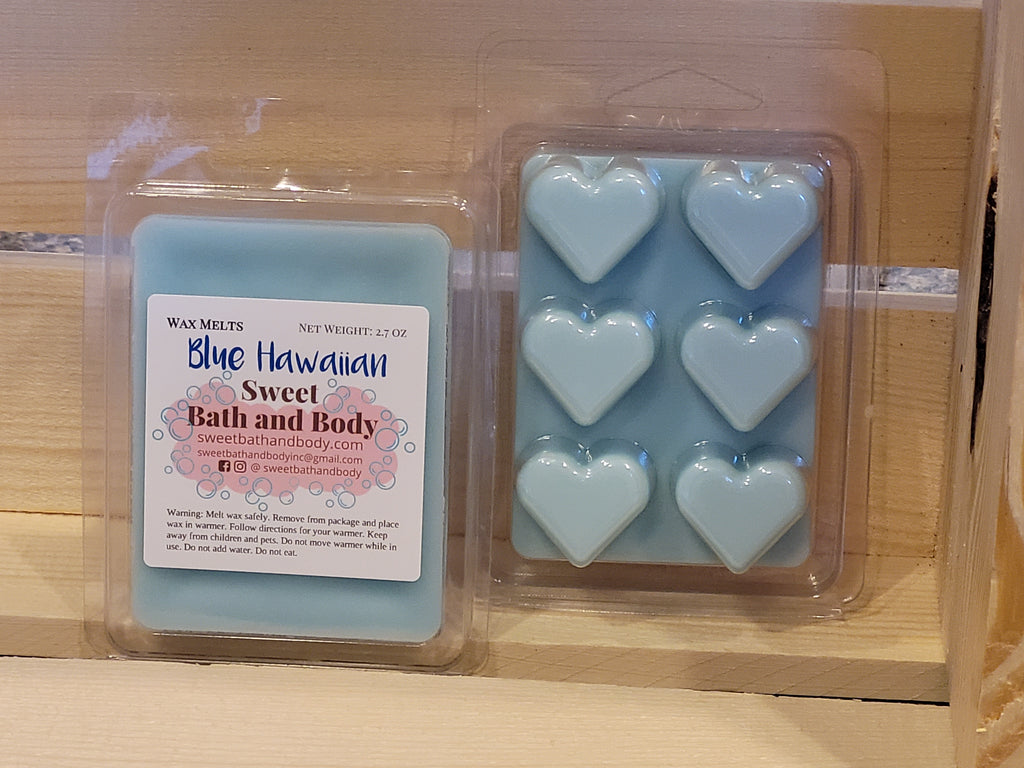 Wax Melts
Net Weight: 2.7 oz
Blue Hawaiian
Sweet
Bath and Body
sweetbathandbody.com
sweetbathandbodyinc@gmail.com
@ sweetbathandbody
Warning: Melt wax safely. Remove from package and place
wax in warmer. Follow directions for your warmer. Keep
away from children and pets. Do not move warmer while in
use. Do not add water. Do not eat.